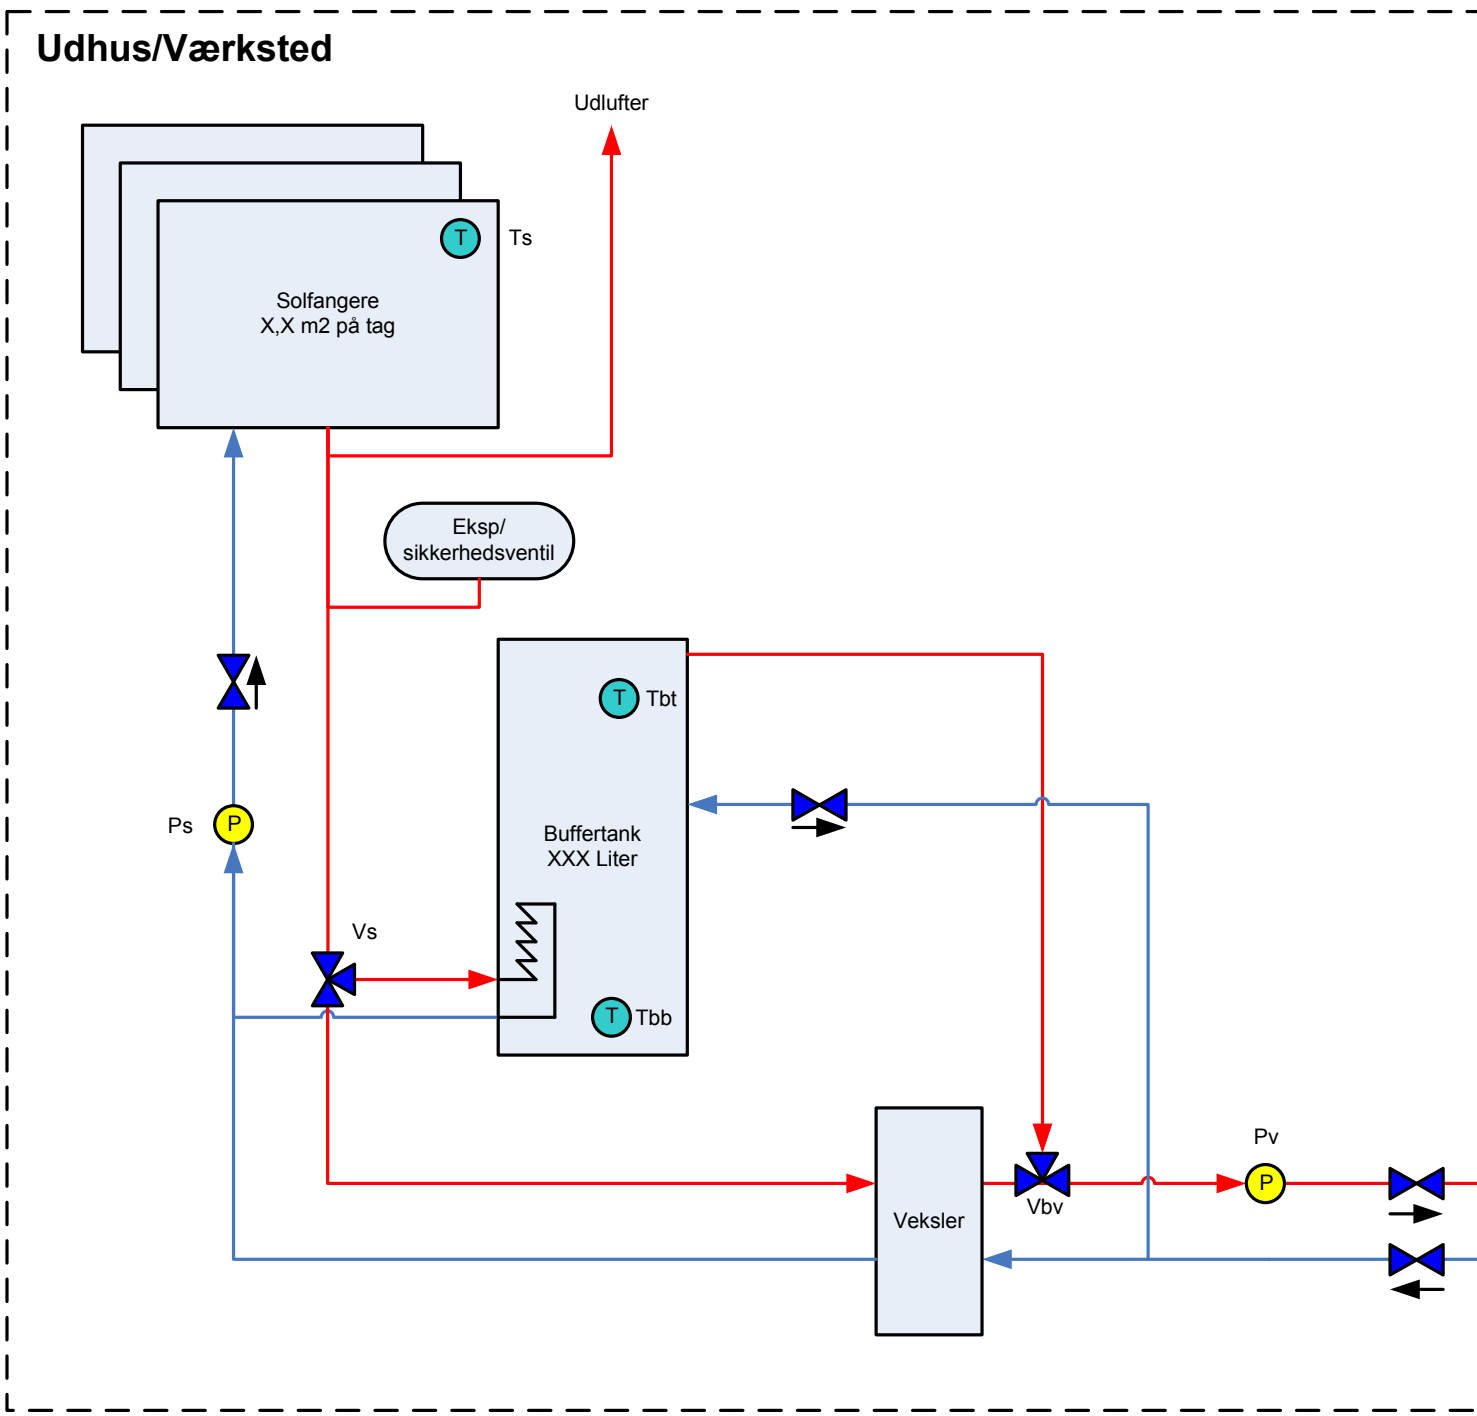 Udhus/Værksted
Udlufter
T
Ts
Solfangere
X,X m2 på tag
Eksp/
sikkerhedsventil
T
Tbt
Ps
P
Buffertank
XXX Liter
Vs
T
Tbb
Pv
P
Vbv
Veksler